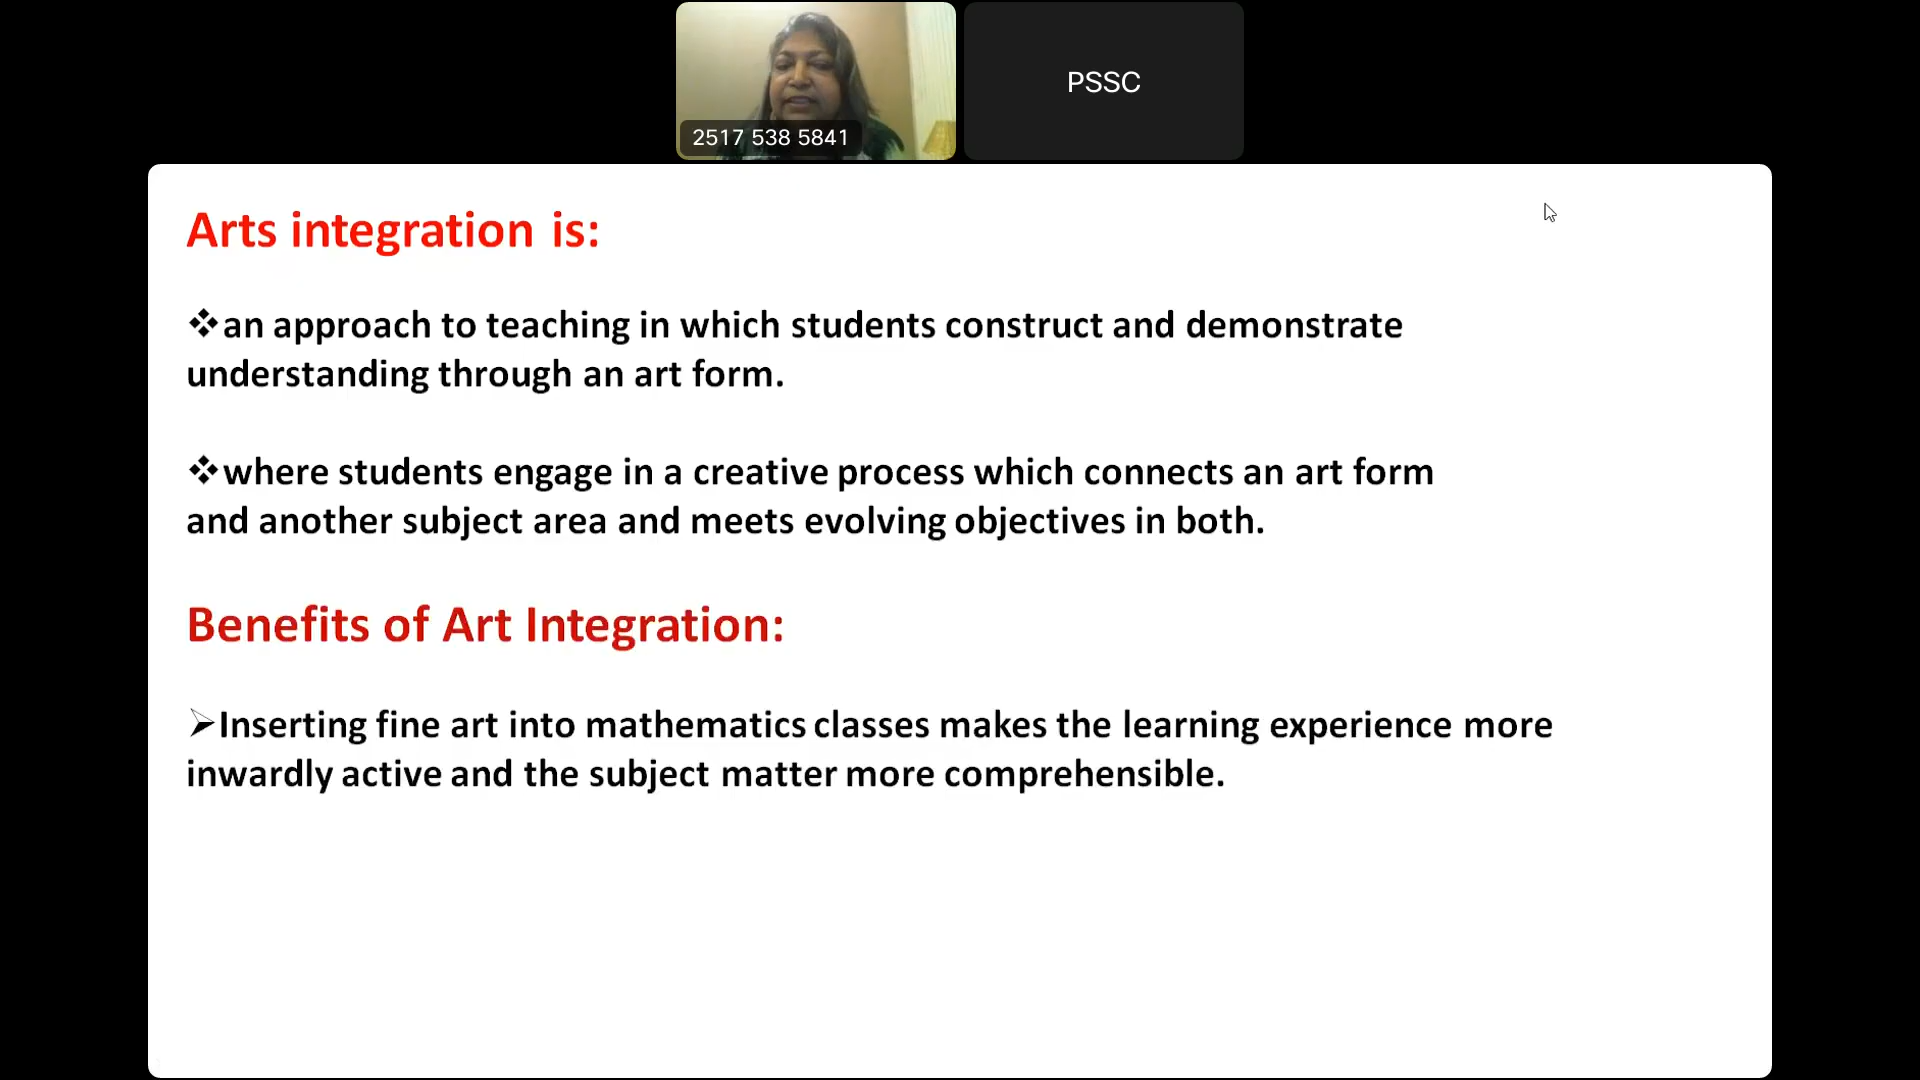 2517 538 5841
PSSC
Arts integration is:
❖an approach to teaching in which students construct and demonstrate
understanding through an art form.
❖where students engage in a creative process which connects an art form
and another subject area and meets evolving objectives in both.
Benefits of Art Integration:
➢Inserting fine art into mathematics classes makes the learning experience more
inwardly active and the subject matter more comprehensible.